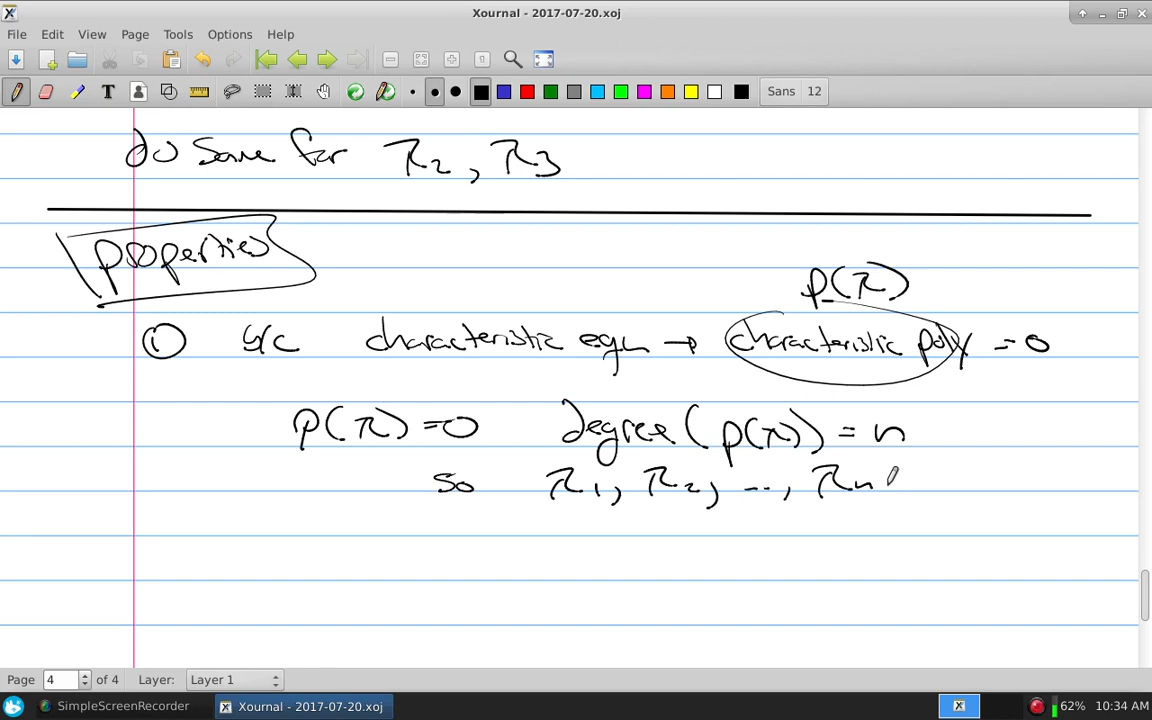 Xournal - 2017-07-20.xoj
File Edit View Page Tools Options Help
Sans 12
do same for λ2, λ3
properties
p(λ)
① b/c characteristic eqn → characteristic poly = 0
p(λ) = 0 degree(p(λ)) = n
so λ1, λ2, ..., λn
Page 4 of 4 Layer: Layer 1
SimpleScreenRecorder Xournal - 2017-07-20.xoj 62% 10:34 AM